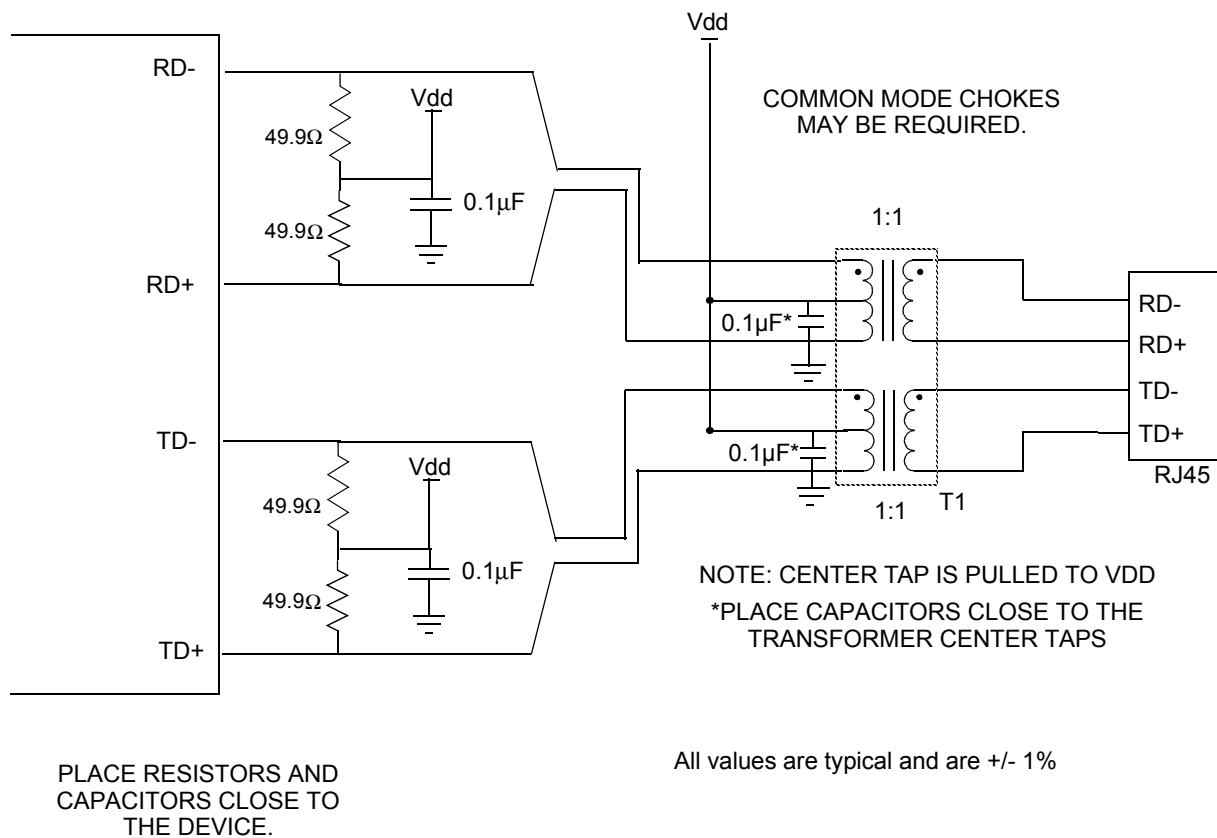 Vdd
RD-
Vdd
COMMON MODE CHOKES
MAY BE REQUIRED.
49.9Ω
0.1µF
49.9Ω
1:1
RD+
RD-
0.1µF*
RD+
TD-
TD-
TD+
0.1µF*
Vdd
RJ45
49.9Ω
1:1
T1
0.1µF
NOTE: CENTER TAP IS PULLED TO VDD
49.9Ω
*PLACE CAPACITORS CLOSE TO THE
TRANSFORMER CENTER TAPS
TD+
All values are typical and are +/- 1%
PLACE RESISTORS AND
CAPACITORS CLOSE TO
THE DEVICE.